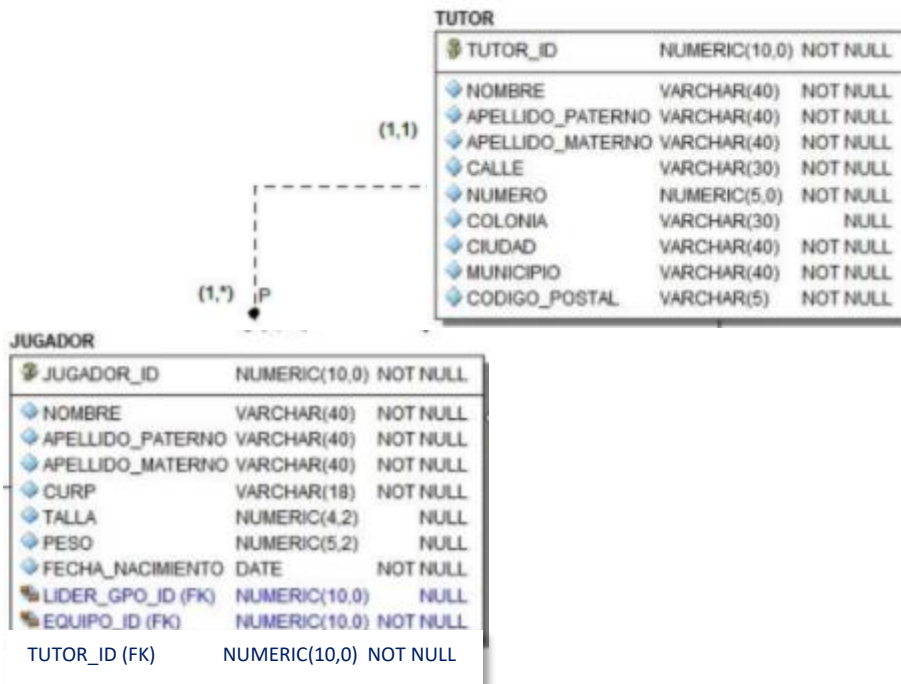 TUTOR
TUTOR_ID NUMERIC(10,0) NOT NULL
NOMBRE VARCHAR(40) NOT NULL
APELLIDO_PATERNO VARCHAR(40) NOT NULL
APELLIDO_MATERNO VARCHAR(40) NOT NULL
CALLE VARCHAR(30) NOT NULL
NUMERO NUMERIC(5,0) NOT NULL
COLONIA VARCHAR(30) NULL
CIUDAD VARCHAR(40) NOT NULL
MUNICIPIO VARCHAR(40) NOT NULL
CODIGO_POSTAL VARCHAR(5) NOT NULL
(1,1)
(1,*) P
JUGADOR
JUGADOR_ID NUMERIC(10,0) NOT NULL
NOMBRE VARCHAR(40) NOT NULL
APELLIDO_PATERNO VARCHAR(40) NOT NULL
APELLIDO_MATERNO VARCHAR(40) NOT NULL
CURP VARCHAR(18) NOT NULL
TALLA NUMERIC(4,2) NULL
PESO NUMERIC(5,2) NULL
FECHA_NACIMIENTO DATE NOT NULL
LIDER_GPO_ID (FK) NUMERIC(10,0) NULL
EQUIPO_ID (FK) NUMERIC(10,0) NOT NULL
TUTOR_ID (FK) NUMERIC(10,0) NOT NULL